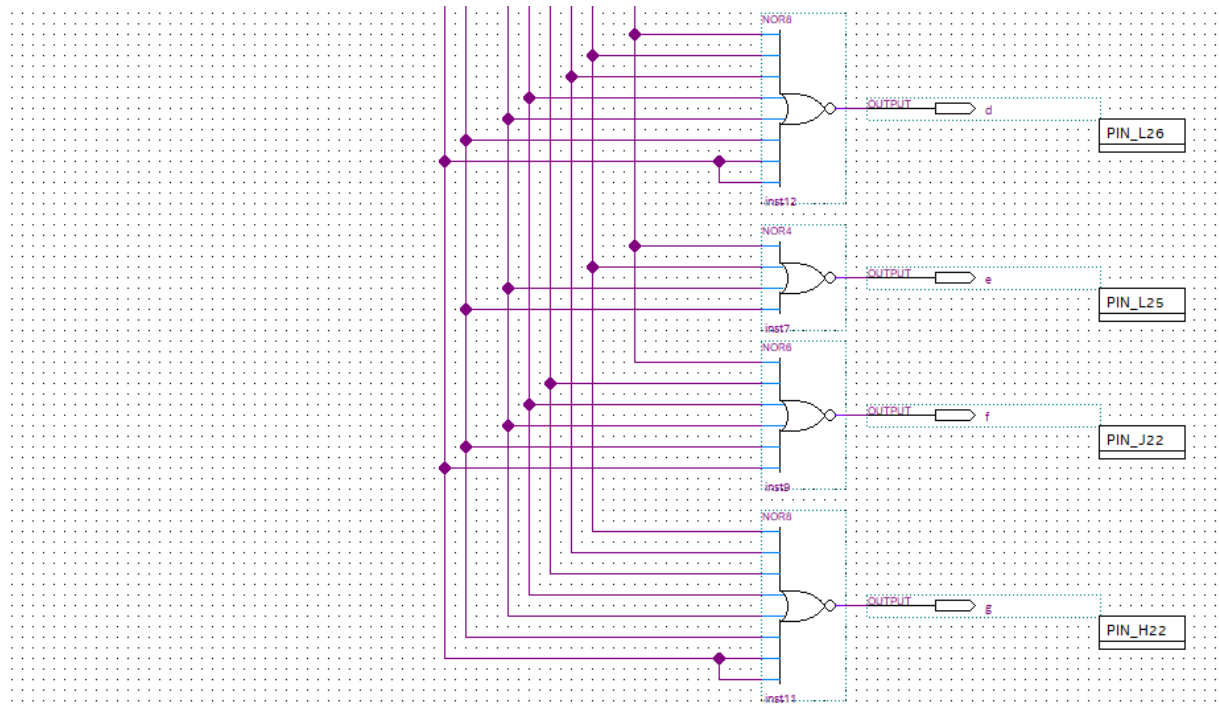 NOR8
OUTPUT
d
PIN_L26
inst12
NOR4
OUTPUT
e
PIN_L25
inst7
NOR6
OUTPUT
f
PIN_J22
inst9
NOR8
OUTPUT
g
PIN_H22
inst11